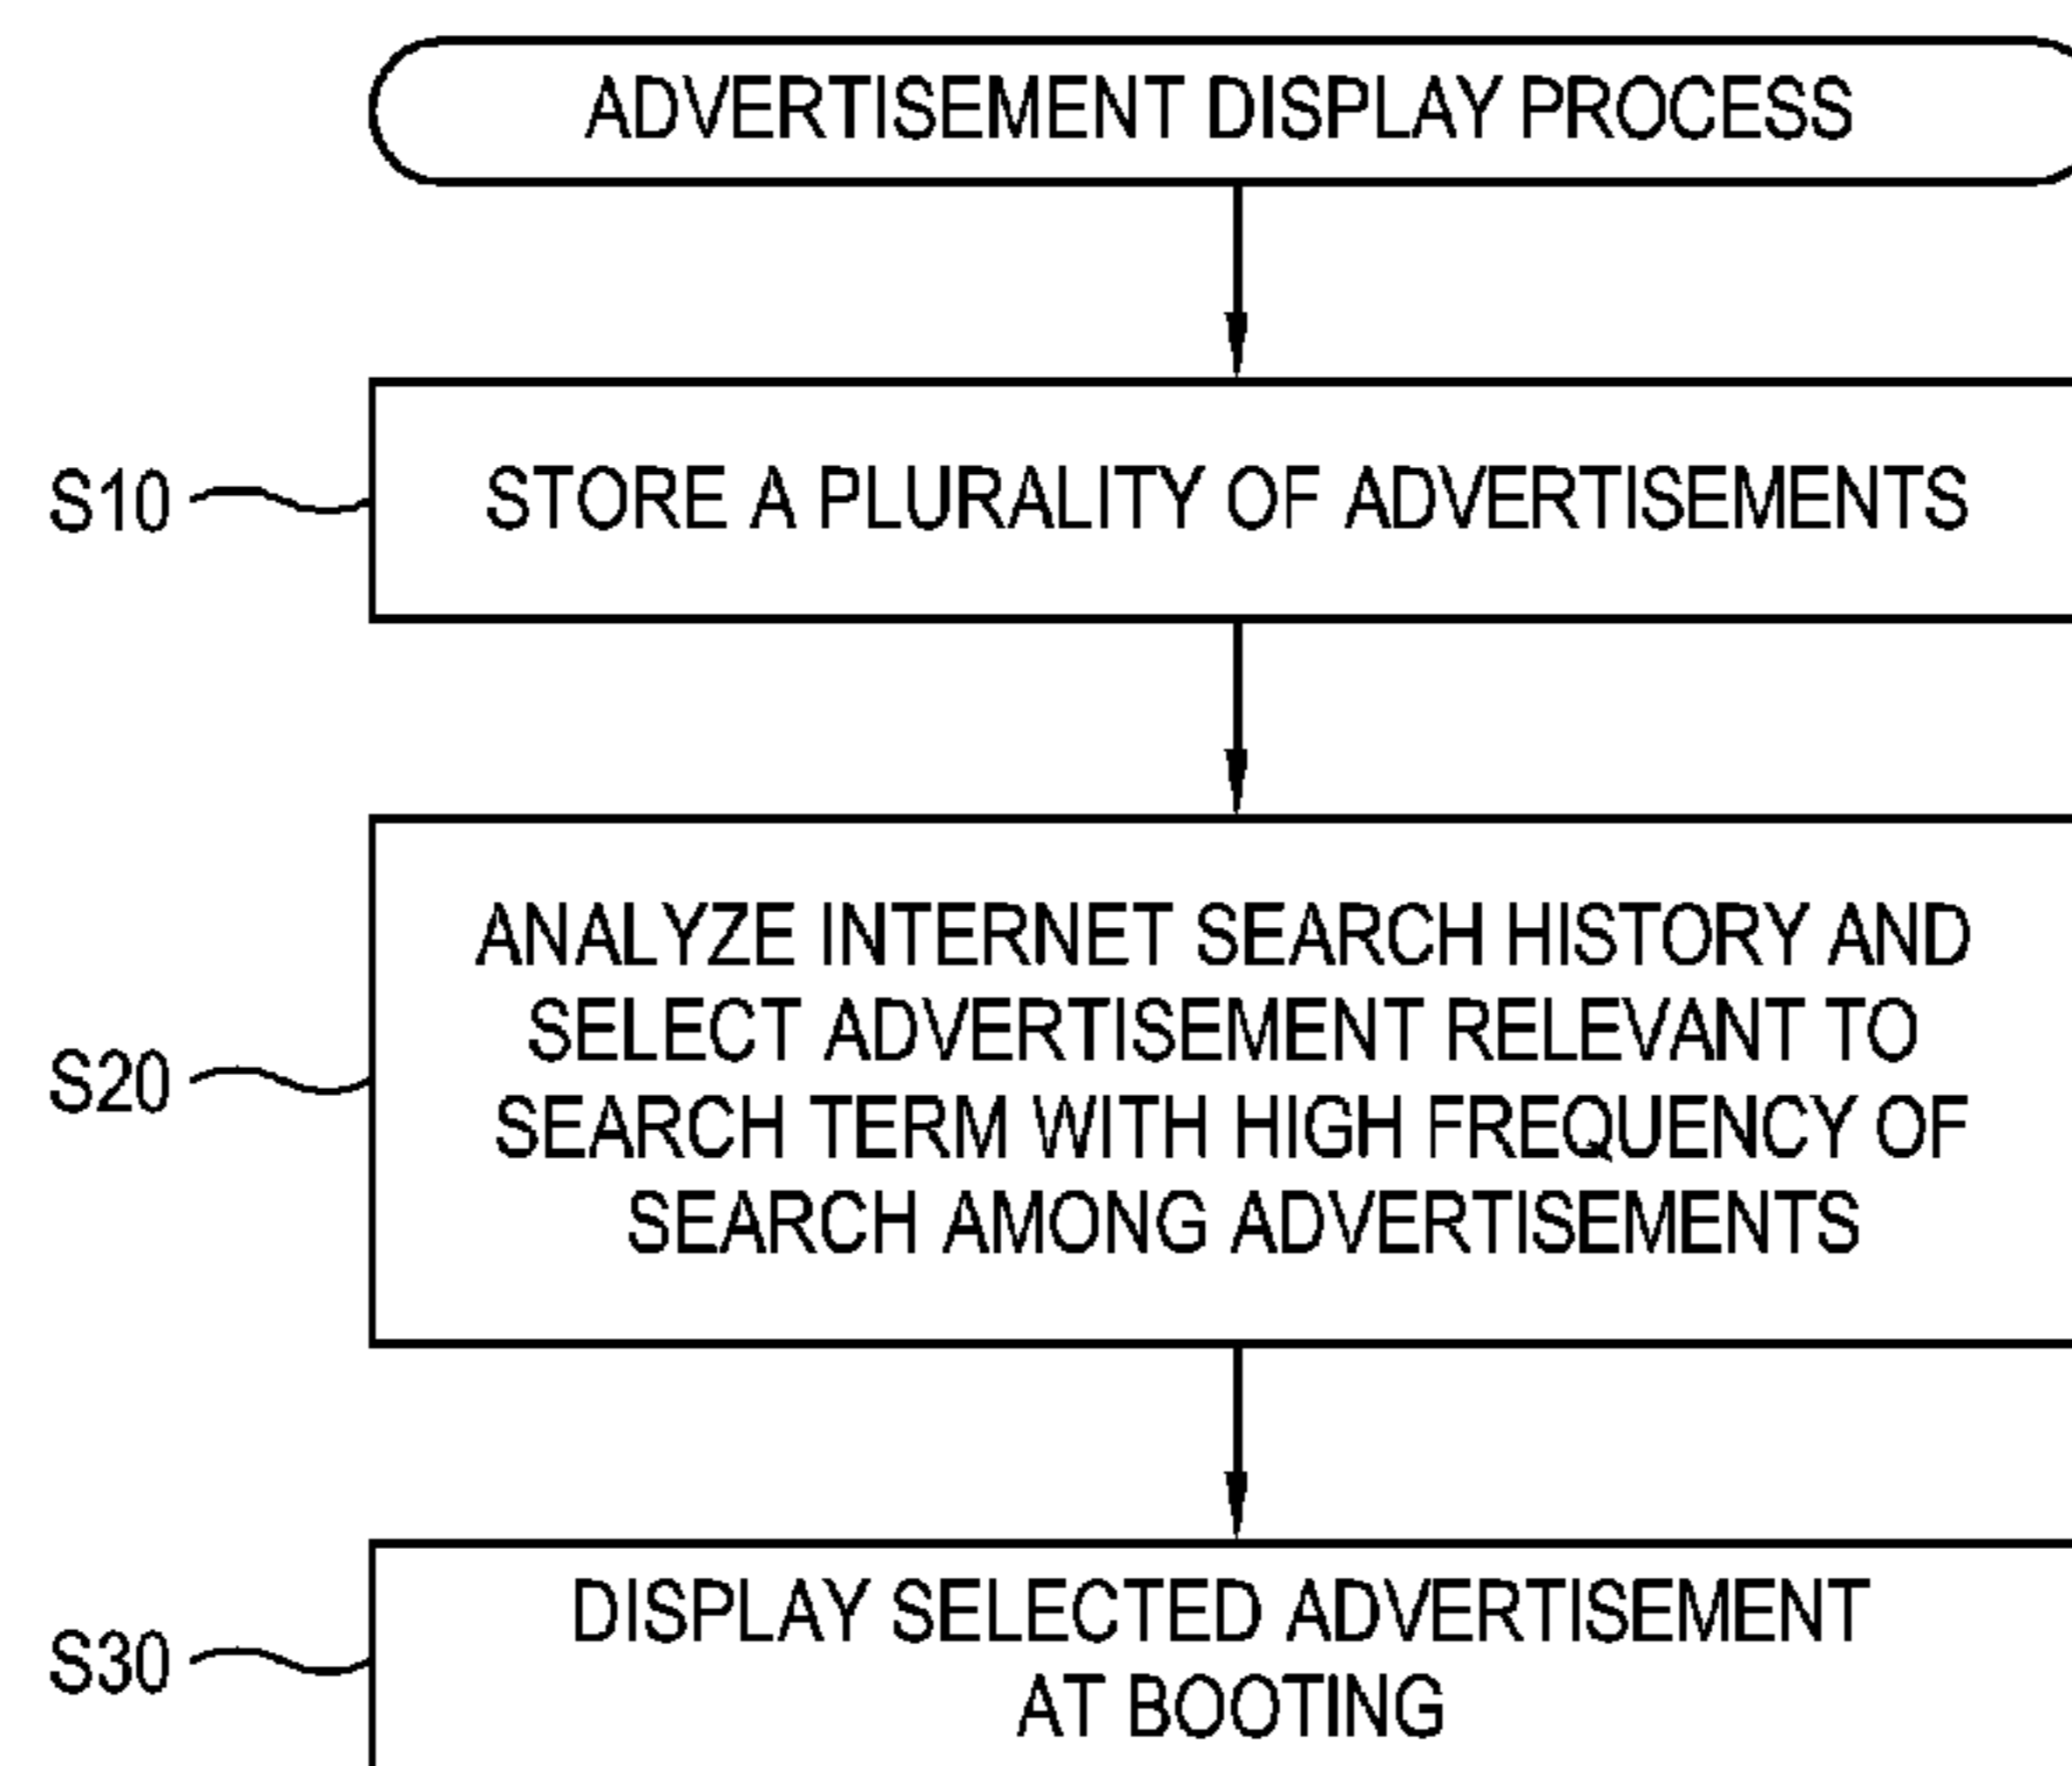 ADVERTISEMENT DISPLAY PROCESS
S10
STORE A PLURALITY OF ADVERTISEMENTS
S20
ANALYZE INTERNET SEARCH HISTORY AND
SELECT ADVERTISEMENT RELEVANT TO
SEARCH TERM WITH HIGH FREQUENCY OF
SEARCH AMONG ADVERTISEMENTS
S30
DISPLAY SELECTED ADVERTISEMENT
AT BOOTING